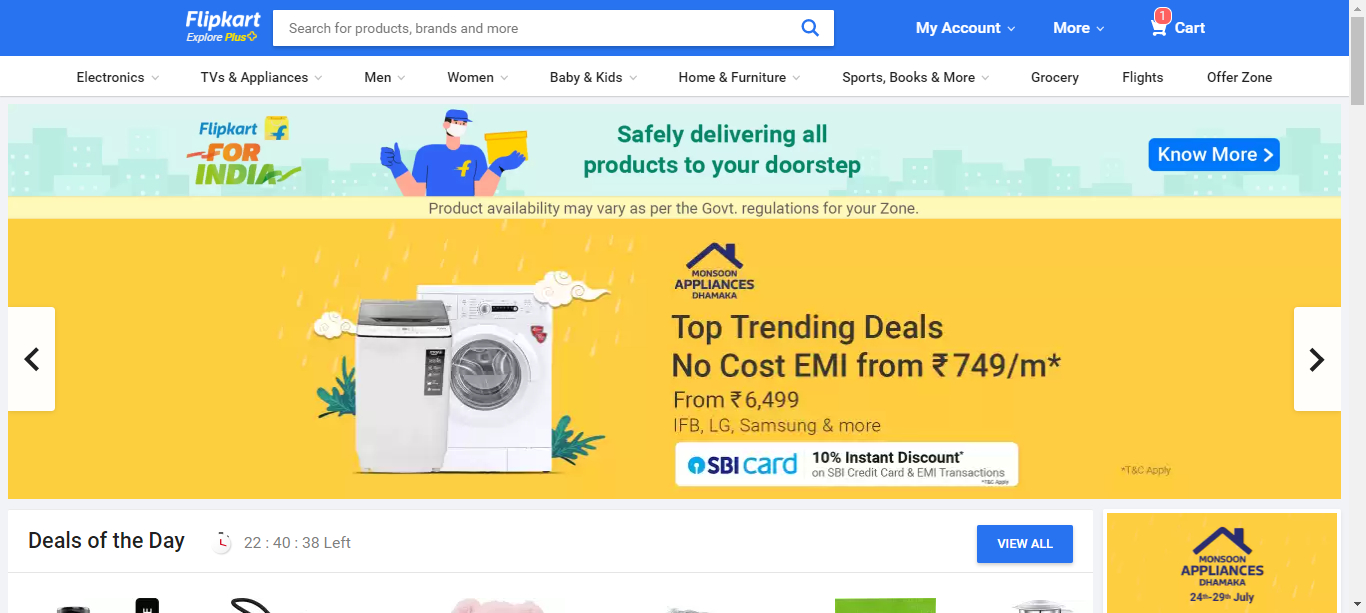 Flipkart
Explore Plus
Search for products, brands and more
My Account
More
1
Cart
Electronics
TVs & Appliances
Men
Women
Baby & Kids
Home & Furniture
Sports, Books & More
Grocery
Flights
Offer Zone
Flipkart
FOR
INDIA
Safely delivering all
products to your doorstep
Know More
Product availability may vary as per the Govt. regulations for your Zone.
MONSOON
APPLIANCES
DHAMAKA
Top Trending Deals
No Cost EMI from ₹749/m*
From ₹6,499
IFB, LG, Samsung & more
SBI card
10% Instant Discount*
on SBI Credit Card & EMI Transactions
*T&C Apply
*T&C Apply
Deals of the Day
22 : 40 : 38 Left
VIEW ALL
MONSOON
APPLIANCES
DHAMAKA
24th-29th July